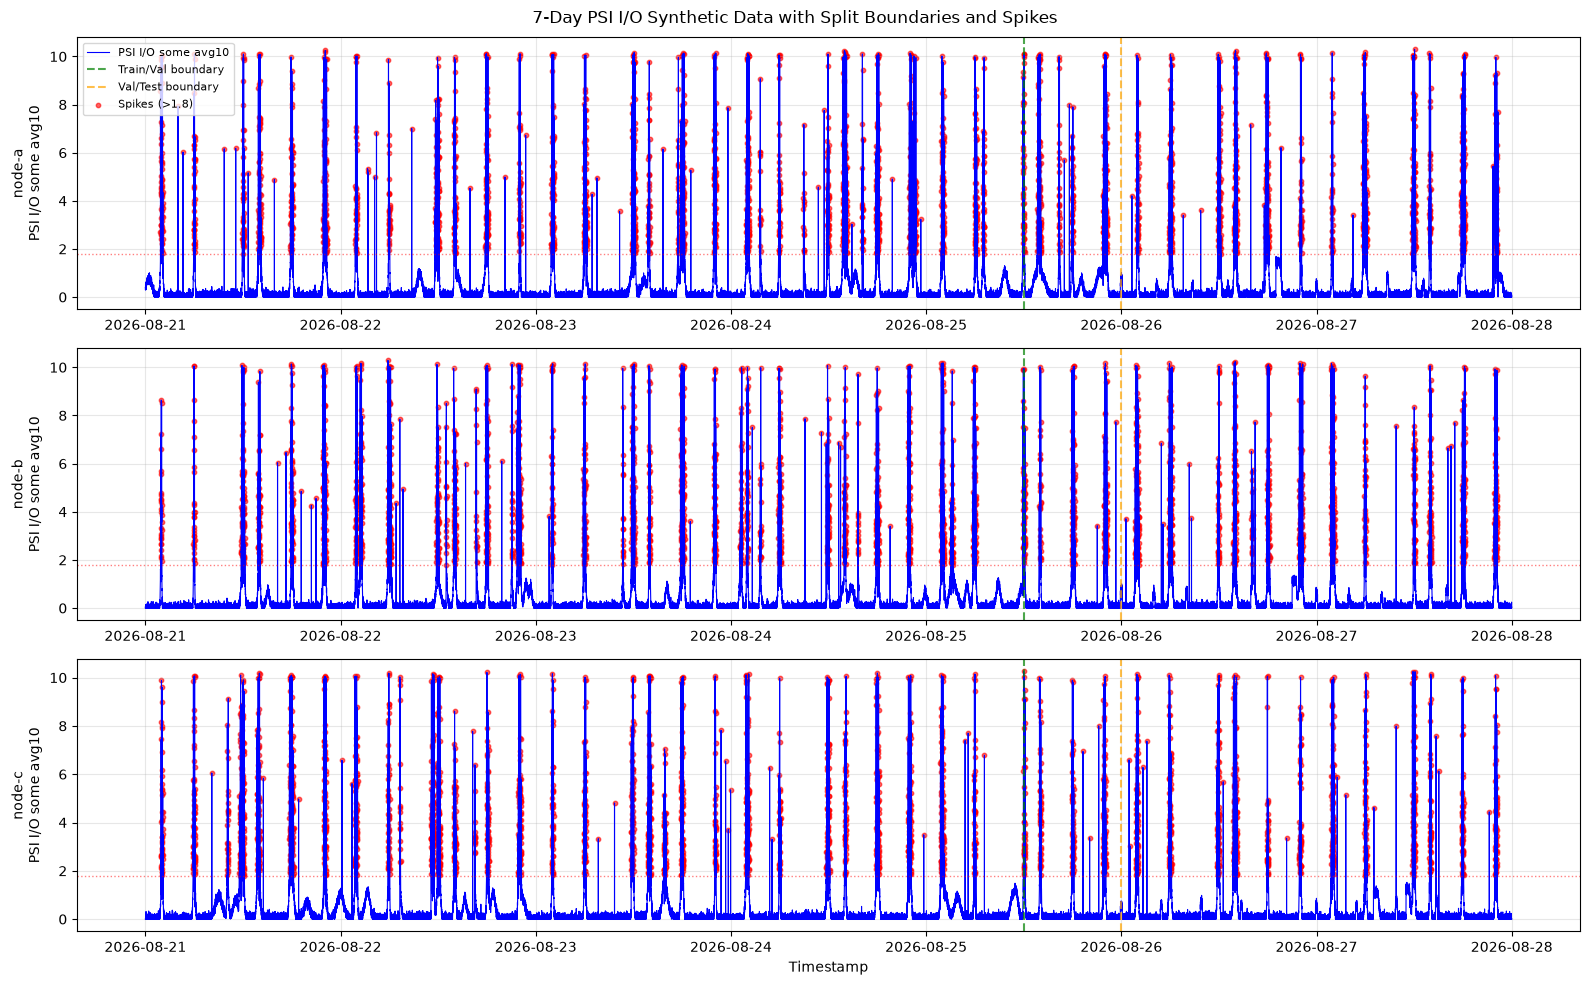 7-Day PSI I/O Synthetic Data with Split Boundaries and Spikes
PSI I/O some avg10
Train/Val boundary
Val/Test boundary
Spikes (>1.8)
node-a
PSI I/O some avg10
10
8
6
4
2
0
2026-08-21 2026-08-22 2026-08-23 2026-08-24 2026-08-25 2026-08-26 2026-08-27 2026-08-28
node-b
PSI I/O some avg10
10
8
6
4
2
0
2026-08-21 2026-08-22 2026-08-23 2026-08-24 2026-08-25 2026-08-26 2026-08-27 2026-08-28
node-c
PSI I/O some avg10
10
8
6
4
2
0
2026-08-21 2026-08-22 2026-08-23 2026-08-24 2026-08-25 2026-08-26 2026-08-27 2026-08-28
Timestamp